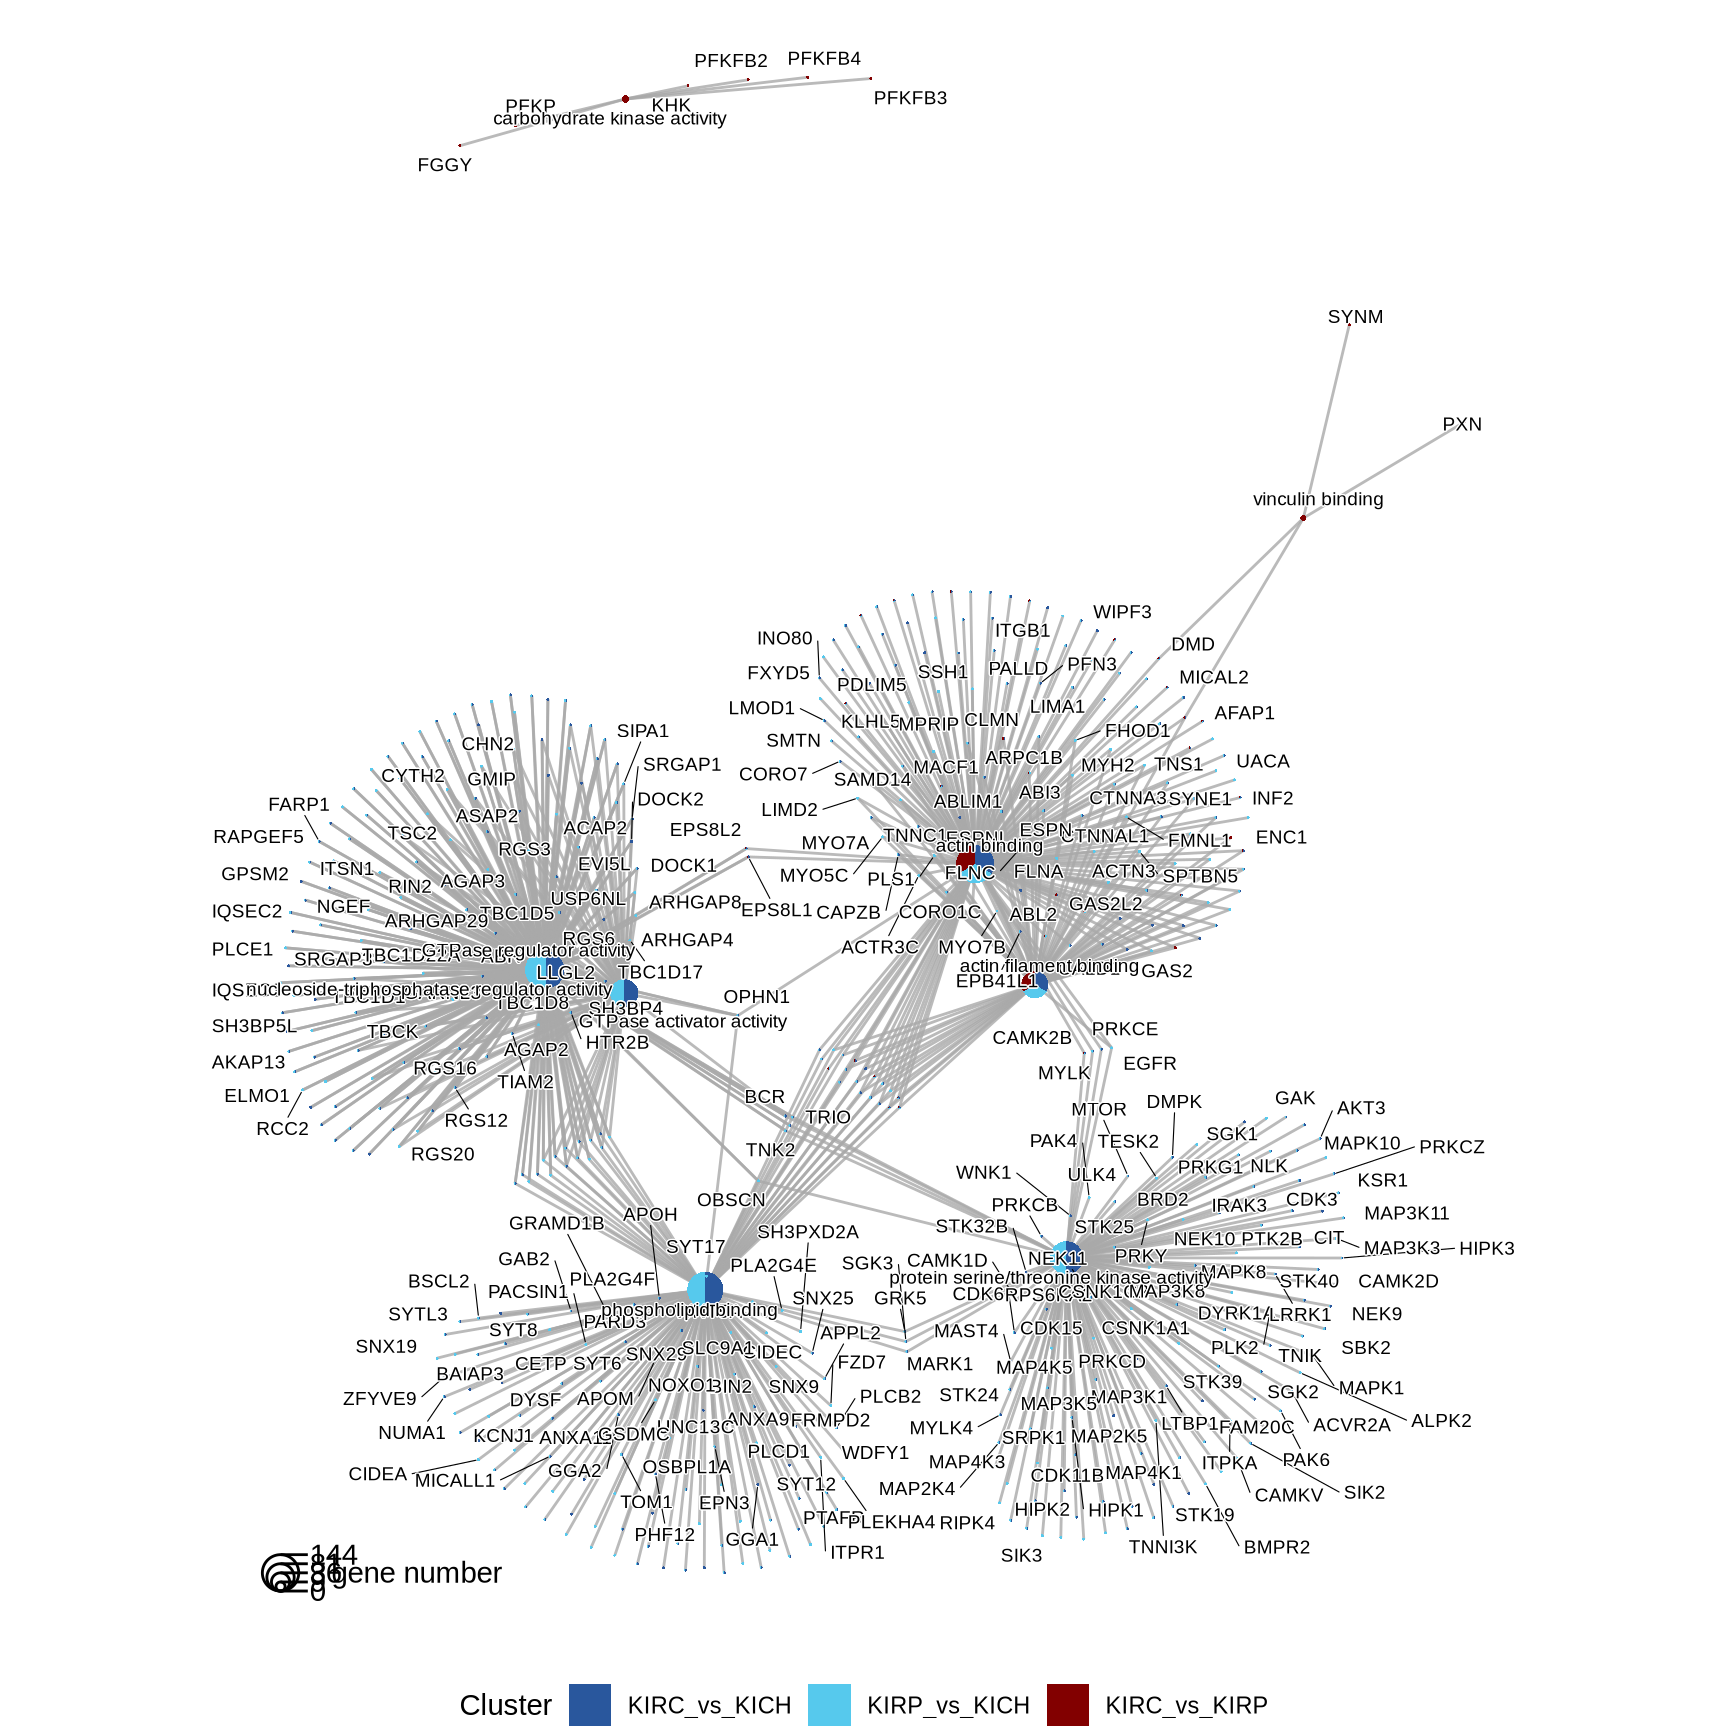 PFKFB2
PFKFB4
PFKFB3
PFKP
KHK
carbohydrate kinase activity
FGGY
SYNM
PXN
vinculin binding
WIPF3
INO80
ITGB1
DMD
FXYD5
SSH1
PALLD
PFN3
MICAL2
PDLIM5
LMOD1
KLHL5
MPRIP
CLMN
LIMA1
AFAP1
SMTN
FHOD1
CORO7
SAMD14
MACF1
ARPC1B
MYH2
TNS1
UACA
LIMD2
ABLIM1
ABI3
CTNNA3
SYNE1
INF2
MYO7A
TNNC1
ESPN
CTNNAL1
FMNL1
ENC1
actin binding
MYO5C
PLS1
FLNC
FLNA
ACTN3
SPTBN5
EPS8L1
CAPZB
CORO1C
ABL2
GAS2L2
ACTR3C
MYO7B
actin filament binding
GAS2
EPB41L1
SIPA1
CHN2
CYTH2
GMIP
SRGAP1
FARP1
ASAP2
DOCK2
RAPGEF5
TSC2
ACAP2
EPS8L2
RGS3
GPSM2
ITSN1
RIN2
AGAP3
EVI5L
DOCK1
IQSEC2
NGEF
ARHGAP29
TBC1D5
USP6NL
ARHGAP8
PLCE1
RGS6
ARHGAP4
GTPase regulator activity
LLGL2
TBC1D17
nucleoside-triphosphatase regulator activity
TBC1D8
SH3BP4
OPHN1
SH3BP5L
TBCK
GTPase activator activity
AKAP13
AGAP2
HTR2B
ELMO1
RGS16
TIAM2
RCC2
RGS12
RGS20
CAMK2B
PRKCE
MYLK
EGFR
BCR
TRIO
TNK2
MTOR
DMPK
GAK
AKT3
PAK4
TESK2
SGK1
MAPK10
PRKCZ
WNK1
ULK4
PRKG1
NLK
KSR1
OBSCN
PRKCB
BRD2
IRAK3
CDK3
MAP3K11
GRAMD1B
APOH
SH3PXD2A
STK32B
STK25
NEK10
PTK2B
CIT
MAP3K3
HIPK3
GAB2
SYT17
PLA2G4E
SGK3
CAMK1D
NEK11
PRKY
BSCL2
PACSIN1
PLA2G4F
protein serine/threonine kinase activity
MAPK8
STK40
CAMK2D
SYTL3
phospholipid binding
SNX25
GRK5
CDK6
MAP3K8
LRRK1
NEK9
SNX19
SYT8
PARD3
APPL2
MAST4
CDK15
CSNK1A1
PLK2
SBK2
BAIAP3
CETP
SYT6
SLC9A1
CIDEC
FZD7
MARK1
MAP4K5
PRKCD
TNIK
ZFYVE9
DYSF
APOM
NOXO1
BIN2
SNX9
PLCB2
STK24
MAP3K5
MAP3K1
STK39
SGK2
MAPK1
NUMA1
KCNJ1
GSDMC
UNC13C
ANXA9
FRMPD2
MYLK4
SRPK1
MAP2K5
LTBP1
FAM20C
ACVR2A
ALPK2
CIDEA
MICALL1
GGA2
OSBPL1A
PLCD1
WDFY1
MAP4K3
ITPKA
PAK6
TOM1
EPN3
SYT12
MAP2K4
CDK11B
MAP4K1
CAMKV
SIK2
PHF12
GGA1
PLEKHA4
RIPK4
HIPK2
HIPK1
STK19
ITPR1
SIK3
TNNI3K
BMPR2
144
0
gene number
Cluster
KIRC_vs_KICH
KIRP_vs_KICH
KIRC_vs_KIRP